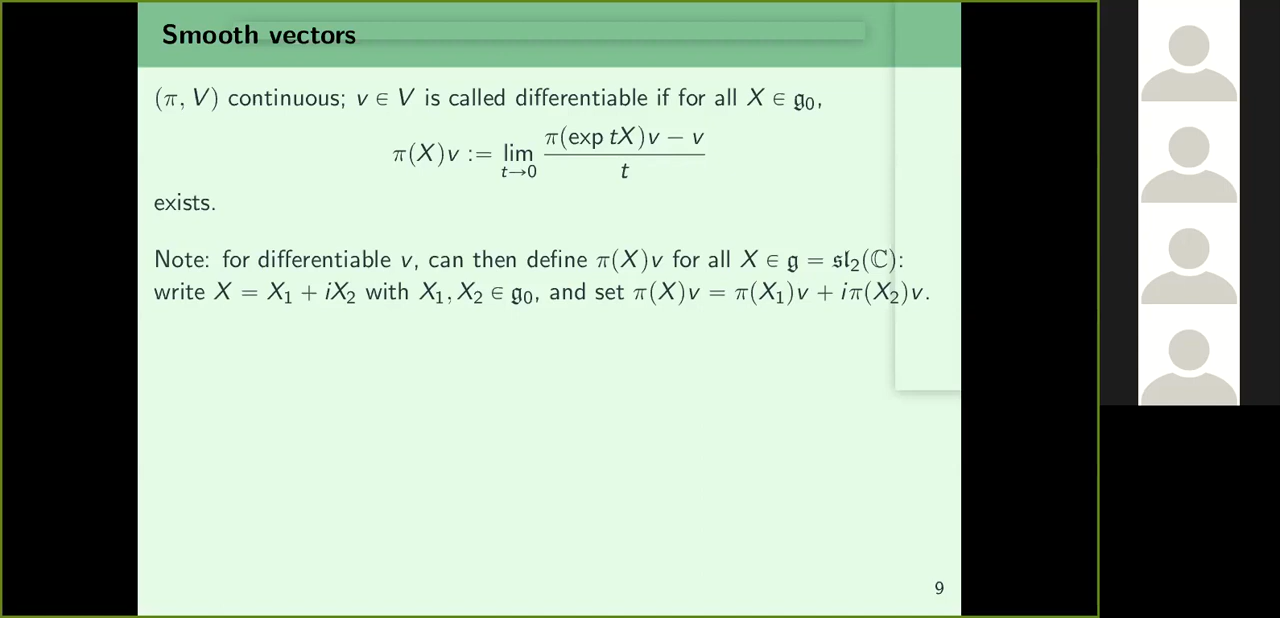 Smooth vectors
(π, V) continuous; v ∈ V is called differentiable if for all X ∈ 𝔤₀,
π(X)v := lim_{t→0} (π(exp tX)v − v) / t
exists.
Note: for differentiable v, can then define π(X)v for all X ∈ 𝔤 = 𝔰𝔩₂(ℂ):
write X = X₁ + iX₂ with X₁, X₂ ∈ 𝔤₀, and set π(X)v = π(X₁)v + iπ(X₂)v.
9